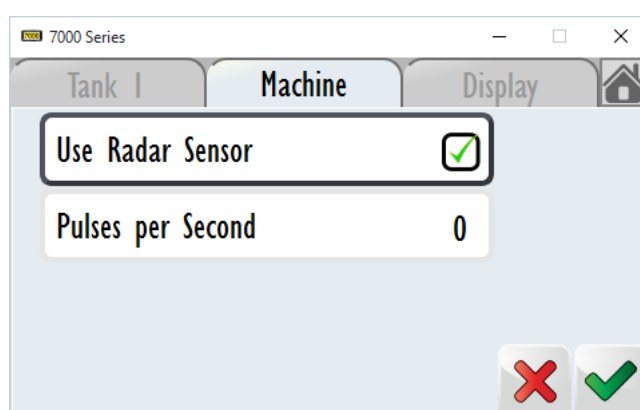 7000 Series
Tank 1 Machine Display
Use Radar Sensor
Pulses per Second 0